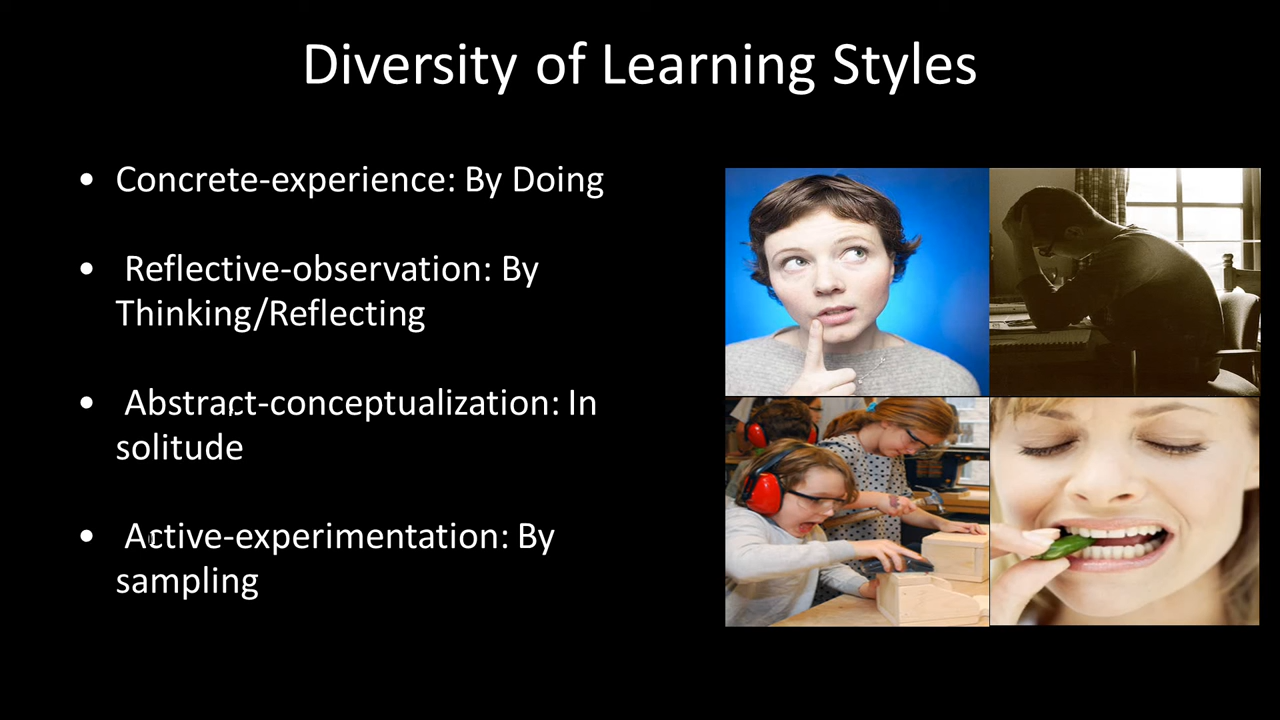 Diversity of Learning Styles
• Concrete-experience: By Doing
• Reflective-observation: By
Thinking/Reflecting
• Abstract-conceptualization: In
solitude
• Active-experimentation: By
sampling